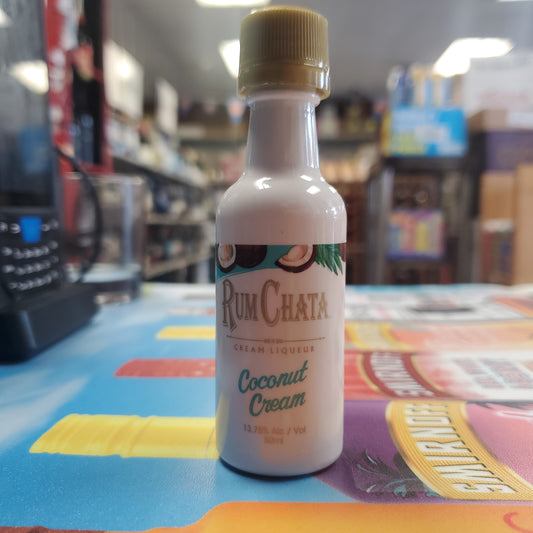 RUMCHATA
CREAM LIQUEUR
Coconut
Cream
13.75% Alc / Vol
50ml
SMIRNOFF